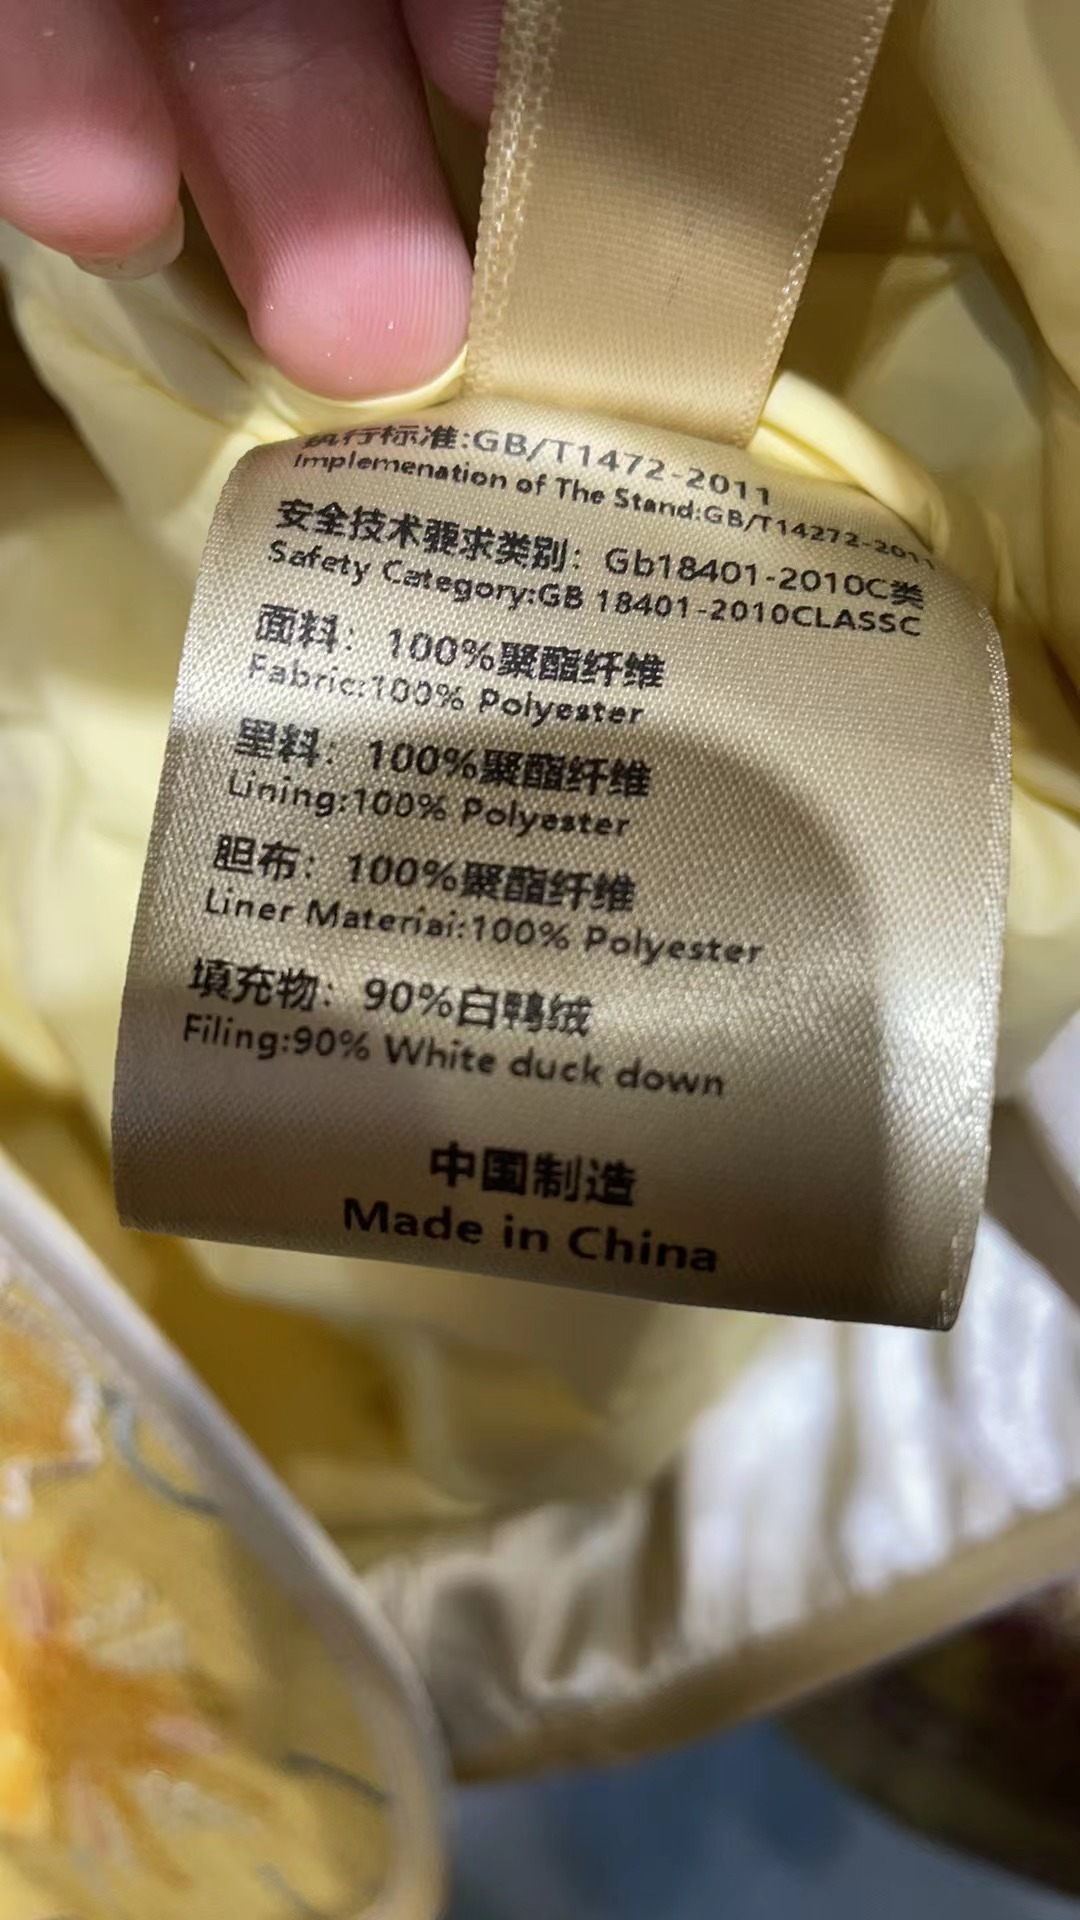 执行标准:GB/T1472-2011
Implemenation of The Stand:GB/T14272-2011
安全技术要求类别：Gb18401-2010C类
Safety Category:GB 18401-2010CLASSC
面料：100%聚酯纤维
Fabric:100% Polyester
里料：100%聚酯纤维
Lining:100% Polyester
胆布：100%聚酯纤维
Liner Materiai:100% Polyester
填充物：90%白鸭绒
Filing:90% White duck down
中国制造
Made in China